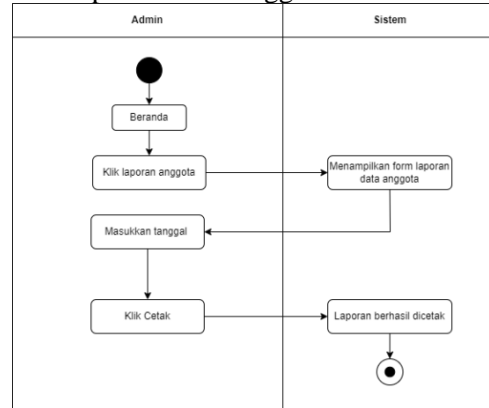 Admin
Sistem
Beranda
Klik laporan anggota
Menampilkan form laporan
data anggota
Masukkan tanggal
Klik Cetak
Laporan berhasil dicetak